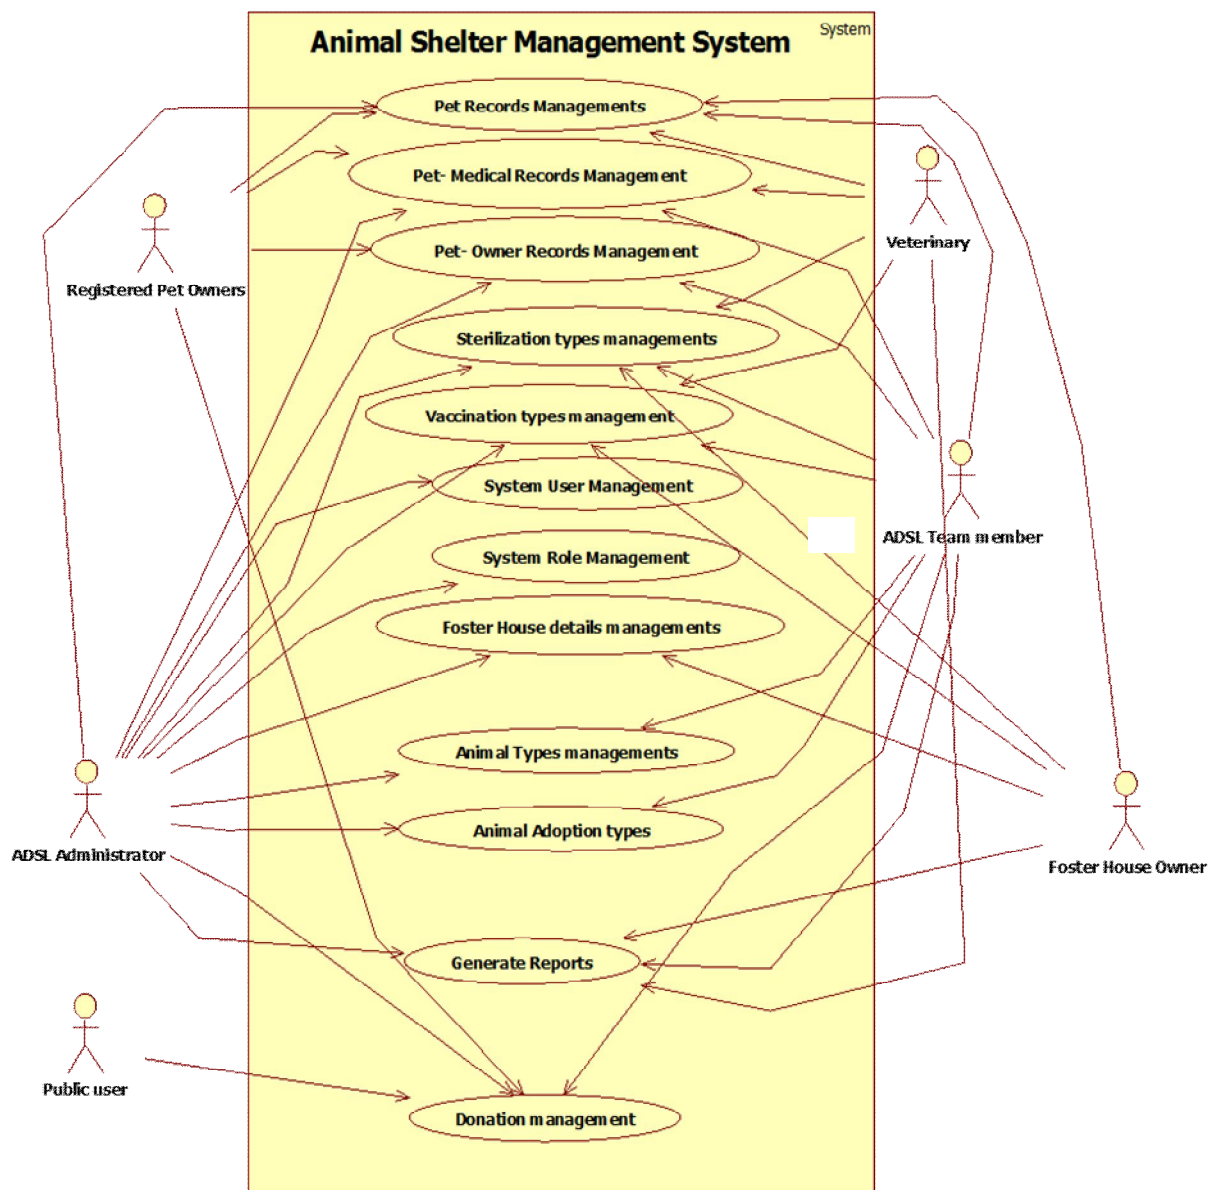 System
Animal Shelter Management System
Pet Records Managements
Pet- Medical Records Management
Pet- Owner Records Management
Veterinary
Registered Pet Owners
Sterilization types managements
Vaccination types management
System User Management
ADSL Team member
System Role Management
Foster House details managements
Animal Types managements
Animal Adoption types
ADSL Administrator
Foster House Owner
Generate Reports
Public user
Donation management